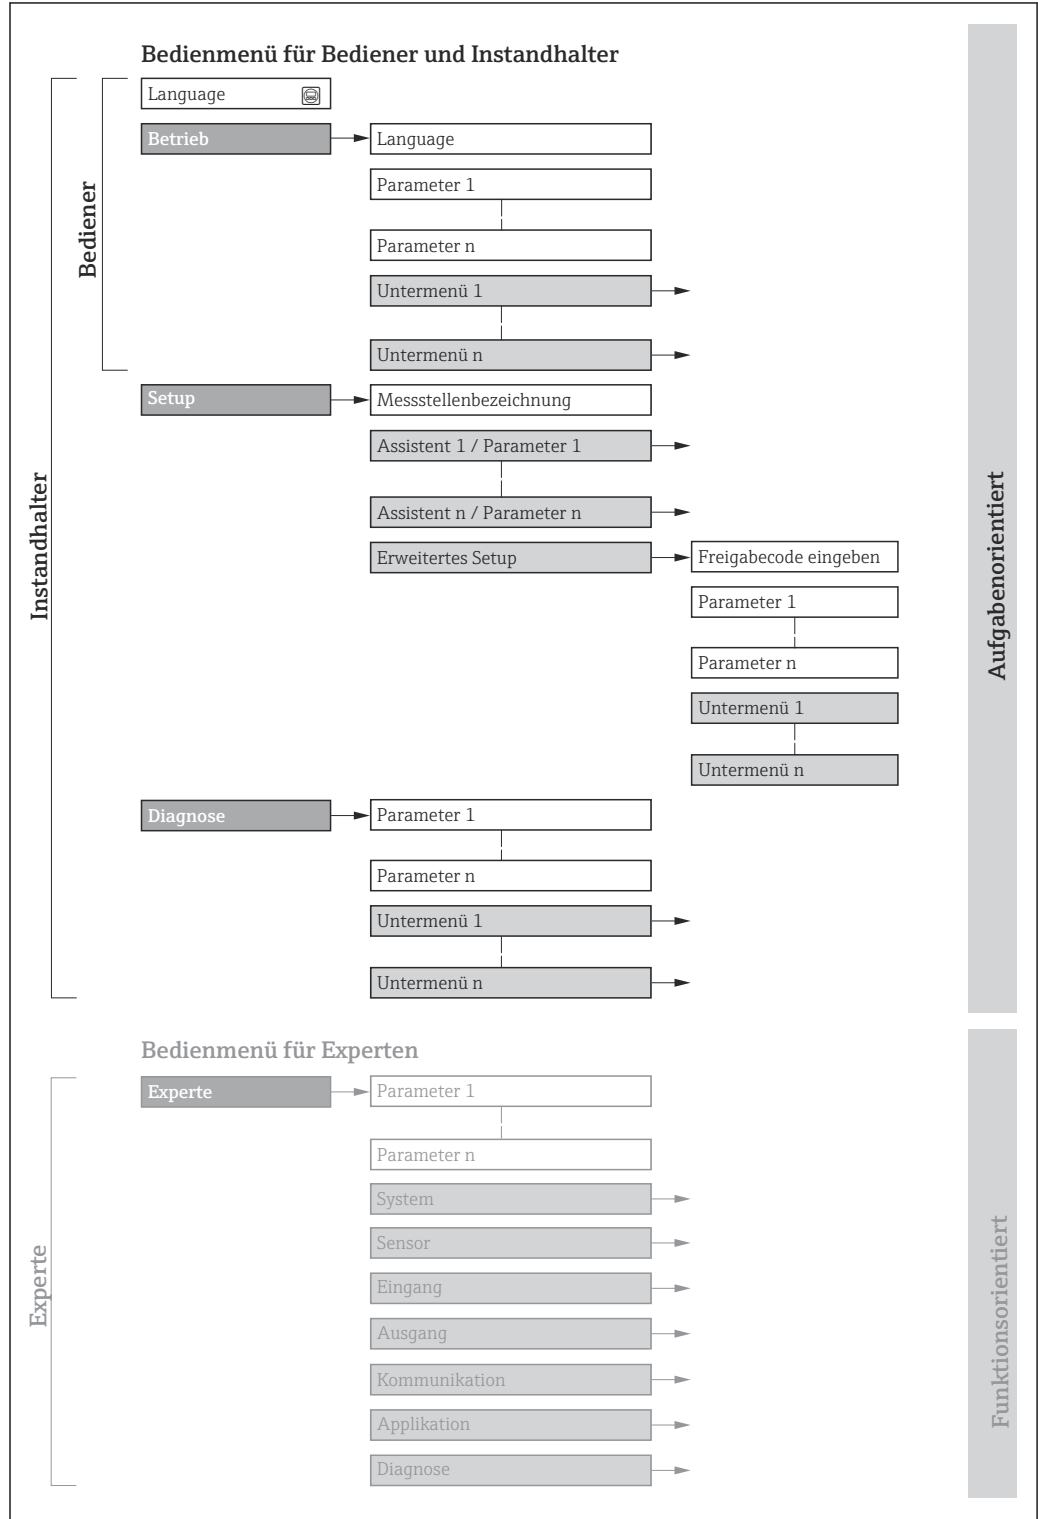 Bedienmenü für Bediener und Instandhalter
Language
Betrieb
Language
Parameter 1
Parameter n
Untermenü 1
Untermenü n
Bediener
Setup
Messstellenbezeichnung
Assistent 1 / Parameter 1
Assistent n / Parameter n
Erweitertes Setup
Freigabecode eingeben
Parameter 1
Parameter n
Untermenü 1
Untermenü n
Instandhalter
Aufgabenorientiert
Diagnose
Parameter 1
Parameter n
Untermenü 1
Untermenü n
Bedienmenü für Experten
Experte
Parameter 1
Parameter n
System
Sensor
Eingang
Ausgang
Kommunikation
Applikation
Diagnose
Experte
Funktionsorientiert